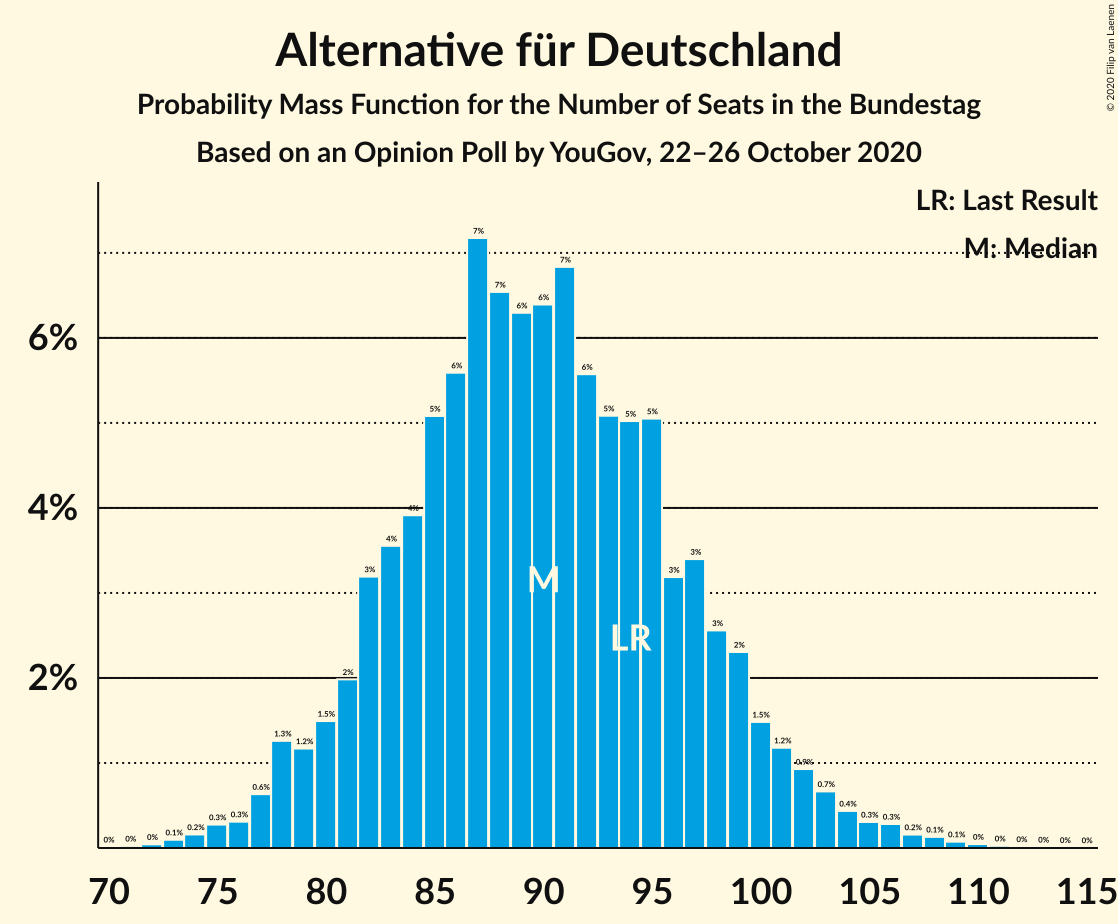 Alternative für Deutschland
Probability Mass Function for the Number of Seats in the Bundestag
Based on an Opinion Poll by YouGov, 22–26 October 2020
© 2020 Filip van Laenen
LR: Last Result
M: Median
6%
4%
2%
0% 0% 0% 0.1% 0.2% 0.3% 0.3% 0.6% 1.3% 1.2% 1.5% 2% 3% 4% 4% 5% 6% 7% 7% 6% 6% 7% 6% 5% 5% 5% 3% 3% 3% 2% 1.5% 1.2% 0.9% 0.7% 0.4% 0.3% 0.3% 0.2% 0.1% 0.1% 0% 0% 0% 0% 0% 0%
M
LR
70 75 80 85 90 95 100 105 110 115